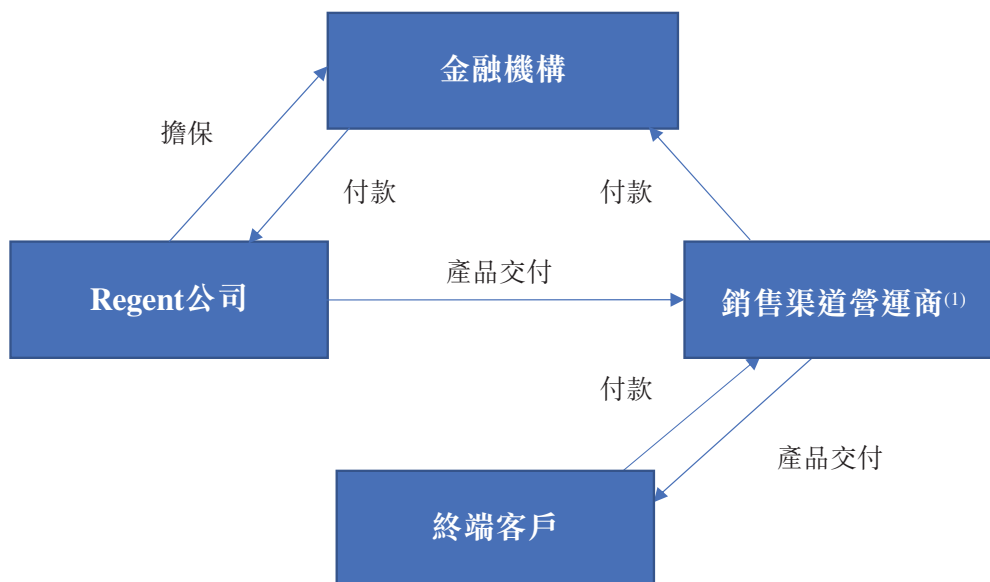 金融機構
擔保
付款
付款
Regent公司
產品交付
銷售渠道營運商(1)
付款
產品交付
終端客戶